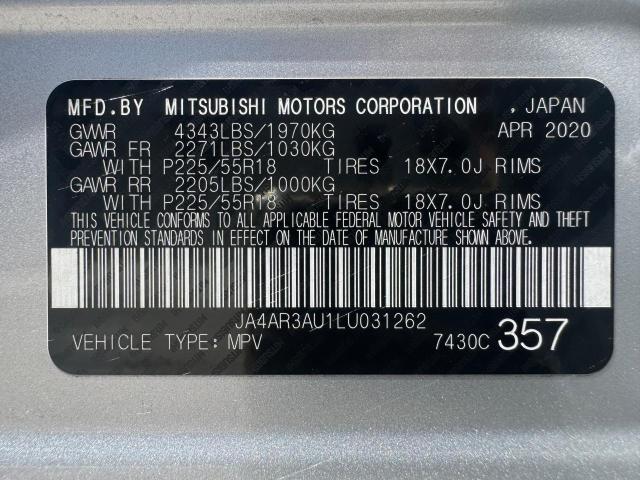 MFD.BY MITSUBISHI MOTORS CORPORATION , JAPAN
GVWR 4343LBS/1970KG APR 2020
GAWR FR 2271LBS/1030KG
WITH P225/55R18 TIRES 18X7.0J RIMS
GAWR RR 2205LBS/1000KG
WITH P225/55R18 TIRES 18X7.0J RIMS
THIS VEHICLE CONFORMS TO ALL APPLICABLE FEDERAL MOTOR VEHICLE SAFETY AND THEFT
PREVENTION STANDARDS IN EFFECT ON THE DATE OF MANUFACTURE SHOWN ABOVE.
JA4AR3AU1LU031262
VEHICLE TYPE: MPV 7430C 357